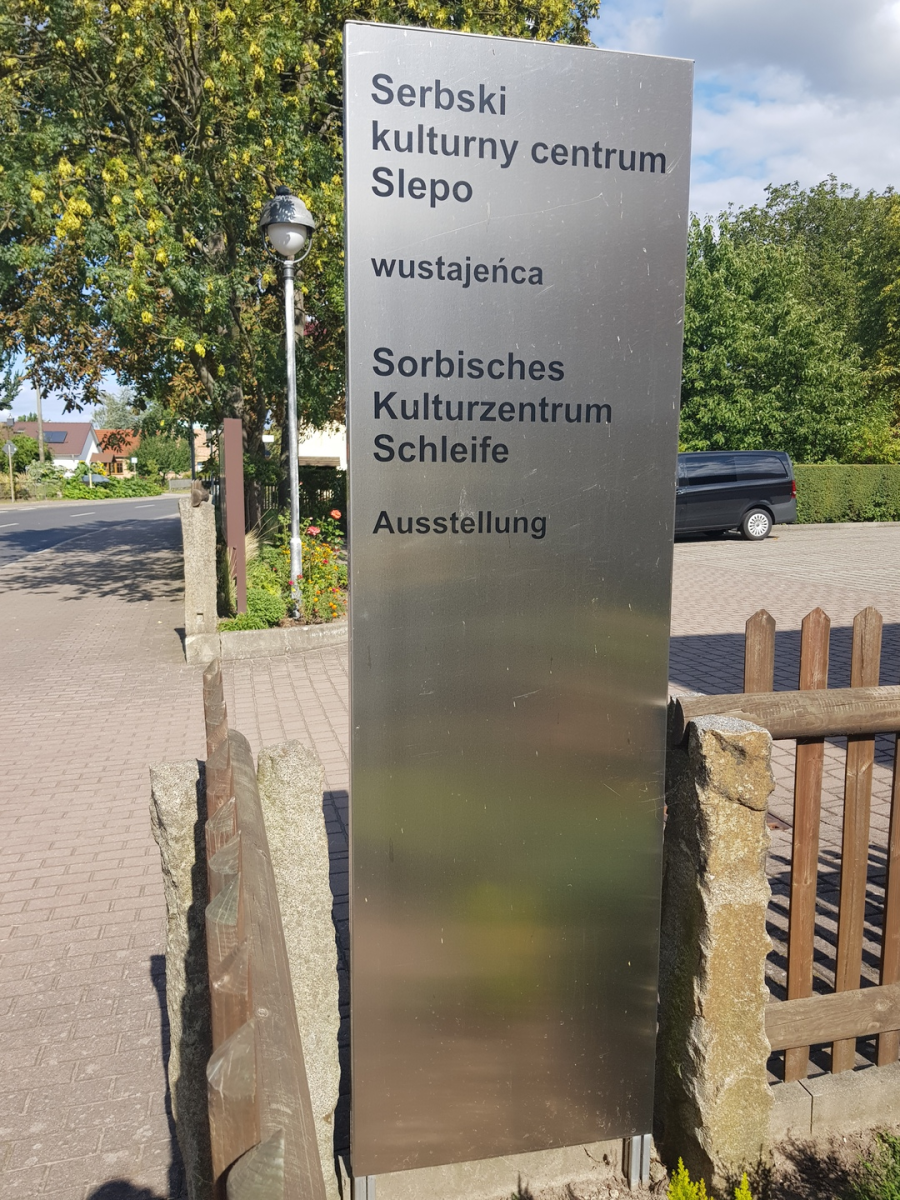 Serbski
kulturny centrum
Slepo
wustajeńca
Sorbisches
Kulturzentrum
Schleife
Ausstellung